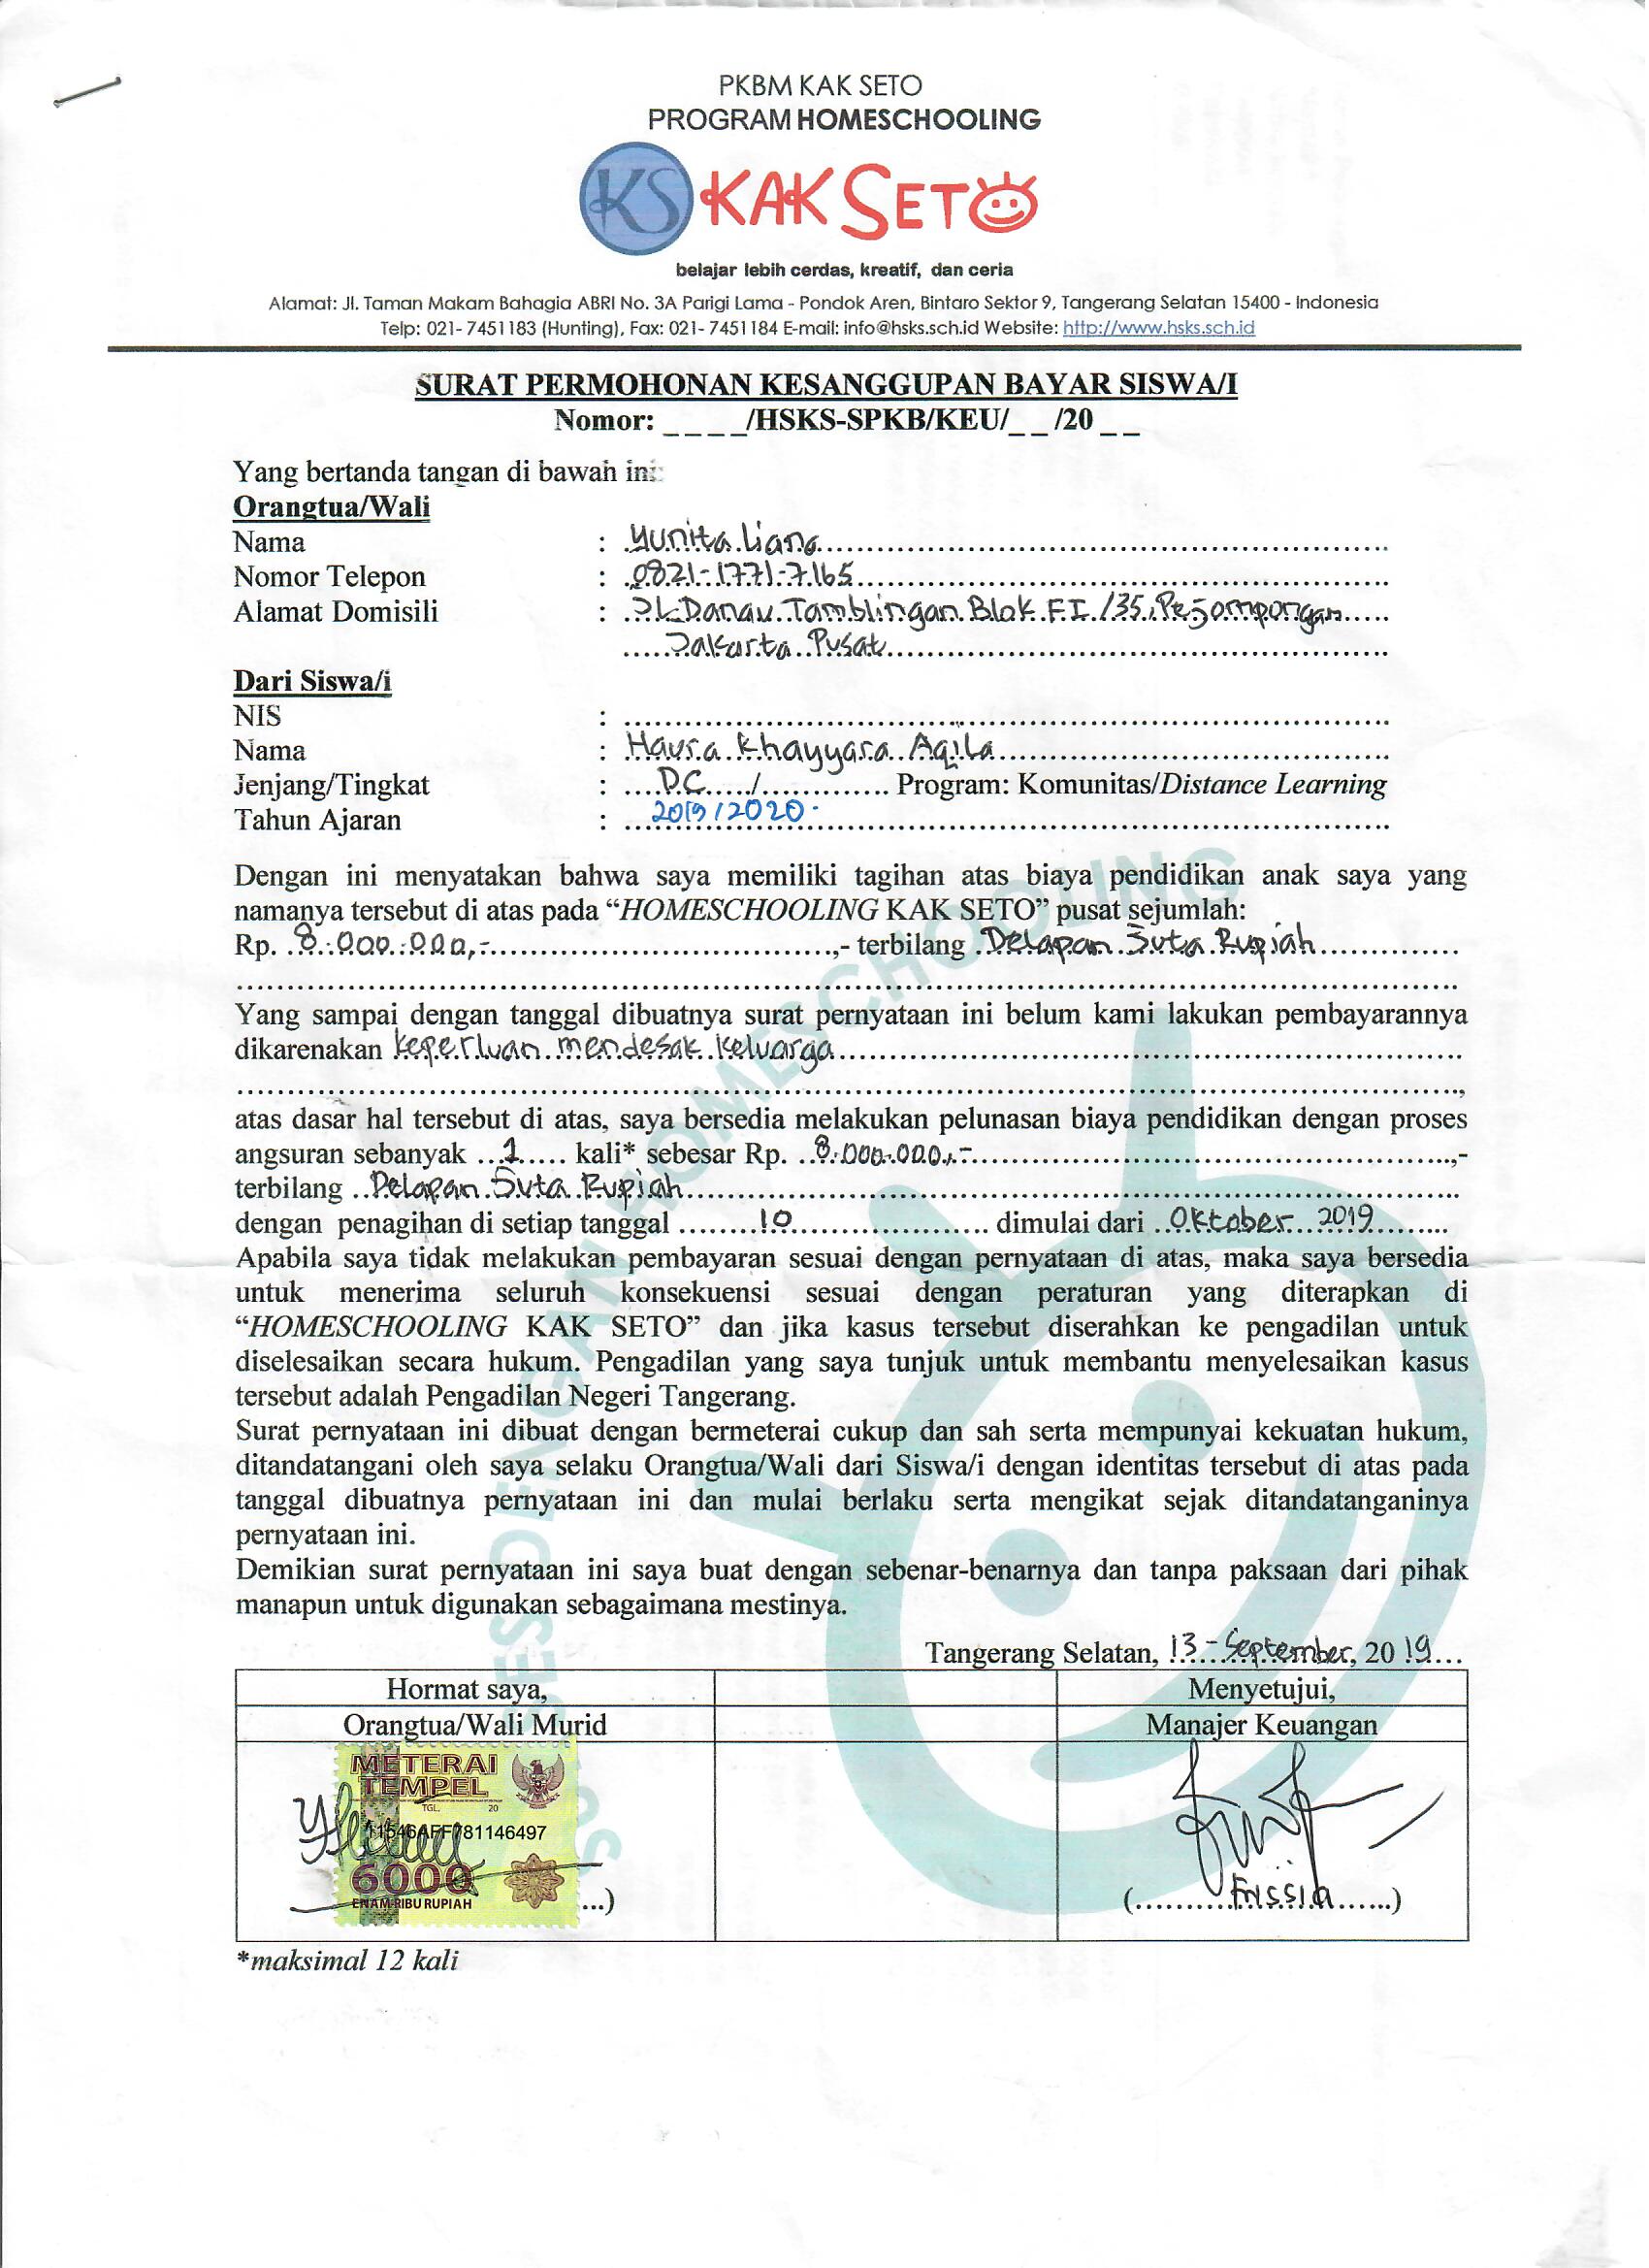 PKBM KAK SETO
PROGRAM HOMESCHOOLING
KS KAK SETO
belajar lebih cerdas, kreatif, dan ceria
Alamat: Jl. Taman Makam Bahagia ABRI No. 3A Parigi Lama - Pondok Aren, Bintaro Sektor 9, Tangerang Selatan 15400 - Indonesia
Telp: 021- 7451183 (Hunting), Fax: 021- 7451184 E-mail: info@hsks.sch.id Website: http://www.hsks.sch.id
SURAT PERMOHONAN KESANGGUPAN BAYAR SISWA/I
Nomor: _ _ _ _/HSKS-SPKB/KEU/_ _ /20 _ _
Yang bertanda tangan di bawah ini:
Orangtua/Wali
Nama : Yunita Liana
Nomor Telepon : 0821-1771-7165
Alamat Domisili : JL. Danau Tamblingan Blok FI /35, Pejompongan
Jakarta Pusat
Dari Siswa/i
NIS :
Nama : Haura Khayyara Aqila
Jenjang/Tingkat : DC / Program: Komunitas/Distance Learning
Tahun Ajaran : 2019/2020
Dengan ini menyatakan bahwa saya memiliki tagihan atas biaya pendidikan anak saya yang
namanya tersebut di atas pada “HOMESCHOOLING KAK SETO” pusat sejumlah:
Rp. 8.000.000,- ,- terbilang Delapan Juta Rupiah
Yang sampai dengan tanggal dibuatnya surat pernyataan ini belum kami lakukan pembayarannya
dikarenakan keperluan mendesak keluarga
,
atas dasar hal tersebut di atas, saya bersedia melakukan pelunasan biaya pendidikan dengan proses
angsuran sebanyak 1 kali* sebesar Rp. 8.000.000,- ,-
terbilang Delapan Juta Rupiah
dengan penagihan di setiap tanggal 10 dimulai dari Oktober 2019
Apabila saya tidak melakukan pembayaran sesuai dengan pernyataan di atas, maka saya bersedia
untuk menerima seluruh konsekuensi sesuai dengan peraturan yang diterapkan di
“HOMESCHOOLING KAK SETO” dan jika kasus tersebut diserahkan ke pengadilan untuk
diselesaikan secara hukum. Pengadilan yang saya tunjuk untuk membantu menyelesaikan kasus
tersebut adalah Pengadilan Negeri Tangerang.
Surat pernyataan ini dibuat dengan bermeterai cukup dan sah serta mempunyai kekuatan hukum,
ditandatangani oleh saya selaku Orangtua/Wali dari Siswa/i dengan identitas tersebut di atas pada
tanggal dibuatnya pernyataan ini dan mulai berlaku serta mengikat sejak ditandatanganinya
pernyataan ini.
Demikian surat pernyataan ini saya buat dengan sebenar-benarnya dan tanpa paksaan dari pihak
manapun untuk digunakan sebagaimana mestinya.
Tangerang Selatan, 13 - September, 2019
Hormat saya, Menyetujui,
Orangtua/Wali Murid Manajer Keuangan
METERAI
TEMPEL
TGL. 20
6000
ENAM RIBU RUPIAH
(Frissia)
*maksimal 12 kali